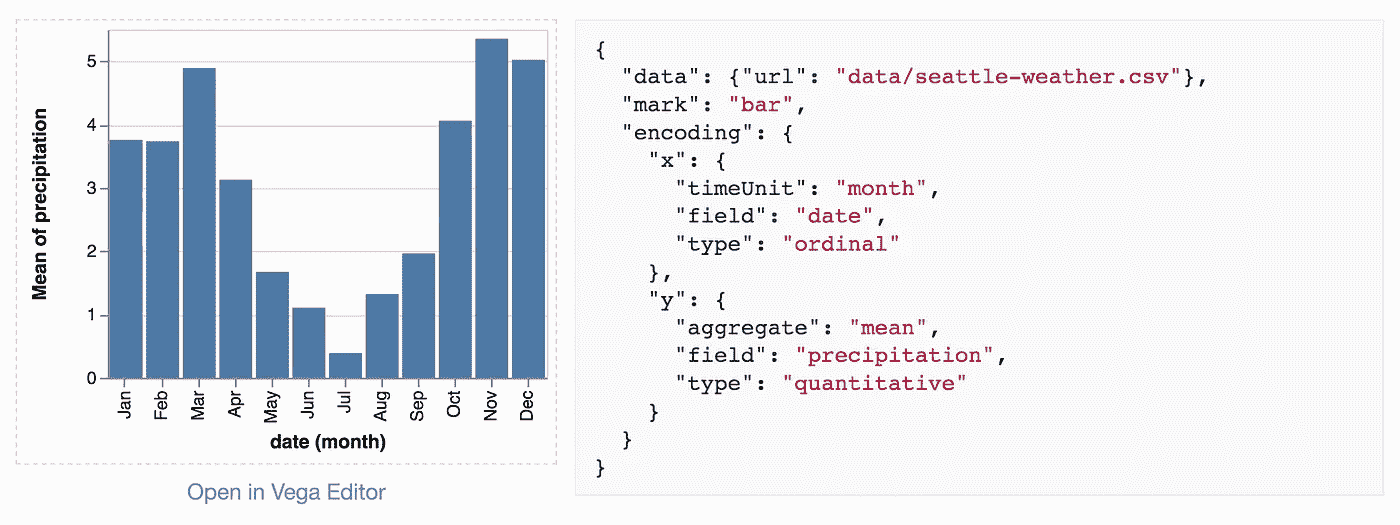 Mean of precipitation
5
4
3
2
1
0
Jan
Feb
Mar
Apr
May
Jun
Jul
Aug
Sep
Oct
Nov
Dec
date (month)
Open in Vega Editor
{
  "data": {"url": "data/seattle-weather.csv"},
  "mark": "bar",
  "encoding": {
    "x": {
      "timeUnit": "month",
      "field": "date",
      "type": "ordinal"
    },
    "y": {
      "aggregate": "mean",
      "field": "precipitation",
      "type": "quantitative"
    }
  }
}